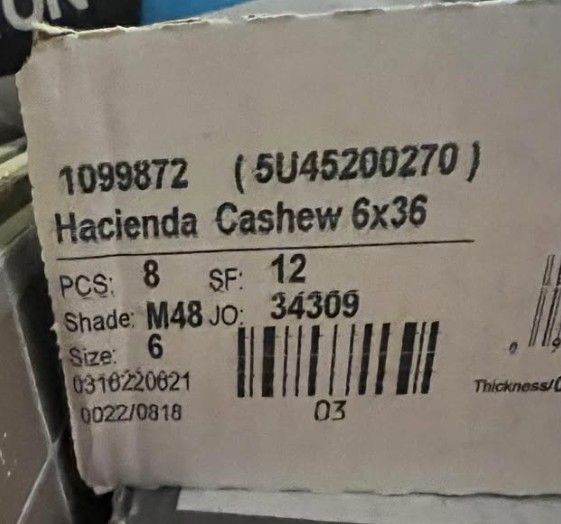 1099872 (5U45200270)
Hacienda Cashew 6x36
PCS: 8 SF: 12
Shade: M48 JO: 34309
Size: 6
0316220621
0022/0818
03
Thickness/